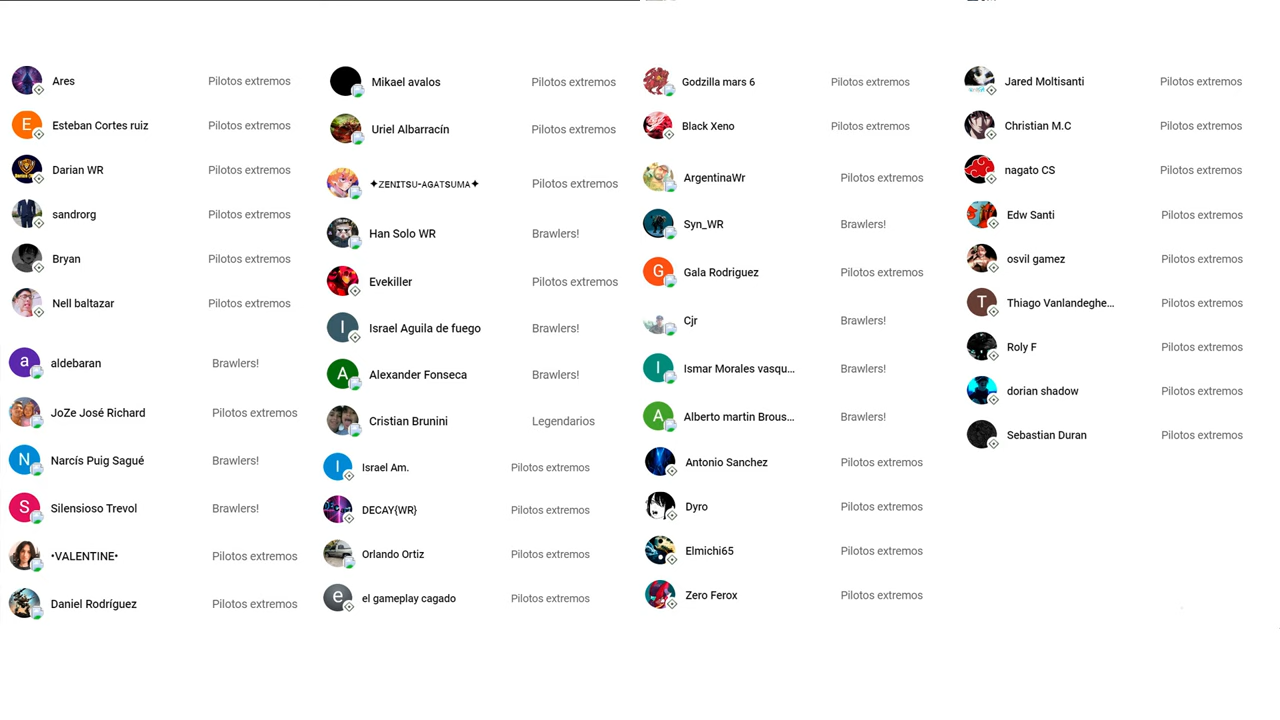 Ares Pilotos extremos
Esteban Cortes ruiz Pilotos extremos
Darian WR Pilotos extremos
sandrorg Pilotos extremos
Bryan Pilotos extremos
Nell baltazar Pilotos extremos
aldebaran Brawlers!
JoZe José Richard Pilotos extremos
Narcís Puig Sagué Brawlers!
Silensioso Trevol Brawlers!
•VALENTINE• Pilotos extremos
Daniel Rodríguez Pilotos extremos
Mikael avalos Pilotos extremos
Uriel Albarracín Pilotos extremos
✦ᴢᴇɴɪᴛsᴜ-ᴀɢᴀᴛsᴜᴍᴀ✦ Pilotos extremos
Han Solo WR Brawlers!
Evekiller Pilotos extremos
Israel Aguila de fuego Brawlers!
Alexander Fonseca Brawlers!
Cristian Brunini Legendarios
Israel Am. Pilotos extremos
DECAY{WR} Pilotos extremos
Orlando Ortiz Pilotos extremos
el gameplay cagado Pilotos extremos
Godzilla mars 6 Pilotos extremos
Black Xeno Pilotos extremos
ArgentinaWr Pilotos extremos
Syn_WR Brawlers!
Gala Rodriguez Pilotos extremos
Cjr Brawlers!
Ismar Morales vasqu... Brawlers!
Alberto martin Brous... Brawlers!
Antonio Sanchez Pilotos extremos
Dyro Pilotos extremos
Elmichi65 Pilotos extremos
Zero Ferox Pilotos extremos
Jared Moltisanti Pilotos extremos
Christian M.C Pilotos extremos
nagato CS Pilotos extremos
Edw Santi Pilotos extremos
osvil gamez Pilotos extremos
Thiago Vanlandeghe... Pilotos extremos
Roly F Pilotos extremos
dorian shadow Pilotos extremos
Sebastian Duran Pilotos extremos